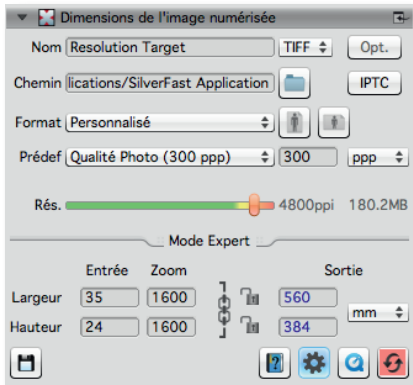 Dimensions de l'image numérisée
Nom Resolution Target TIFF Opt.
Chemin lications/SilverFast Application IPTC
Format Personnalisé
Prédef Qualité Photo (300 ppp) 300 ppp
Rés. 4800ppi 180.2MB
Mode Expert
Entrée Zoom Sortie
Largeur 35 1600 560
mm
Hauteur 24 1600 384
?